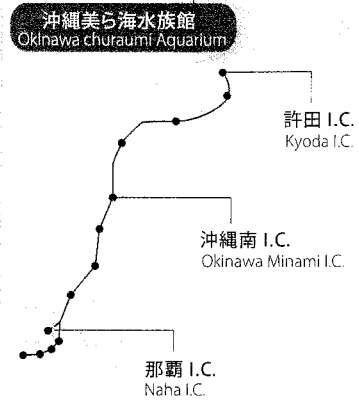 沖縄美ら海水族館
Okinawa churaumi Aquarium
許田 I.C.
Kyoda I.C.
沖縄南 I.C.
Okinawa Minami I.C.
那覇 I.C.
Naha I.C.